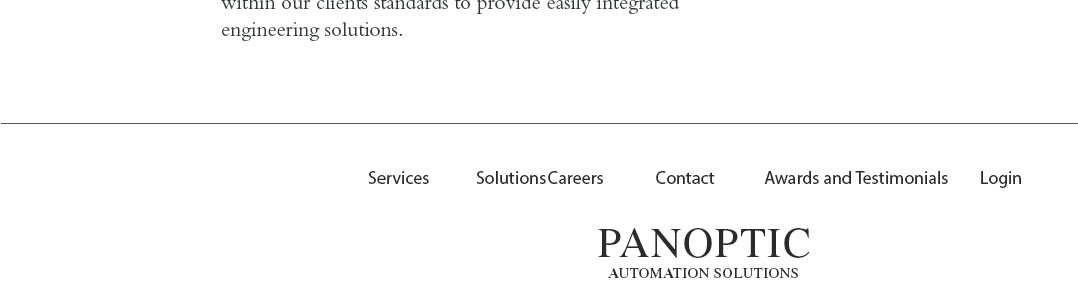 within our clients standards to provide easily integrated
engineering solutions.
Services Solutions Careers Contact Awards and Testimonials Login
PANOPTIC
AUTOMATION SOLUTIONS